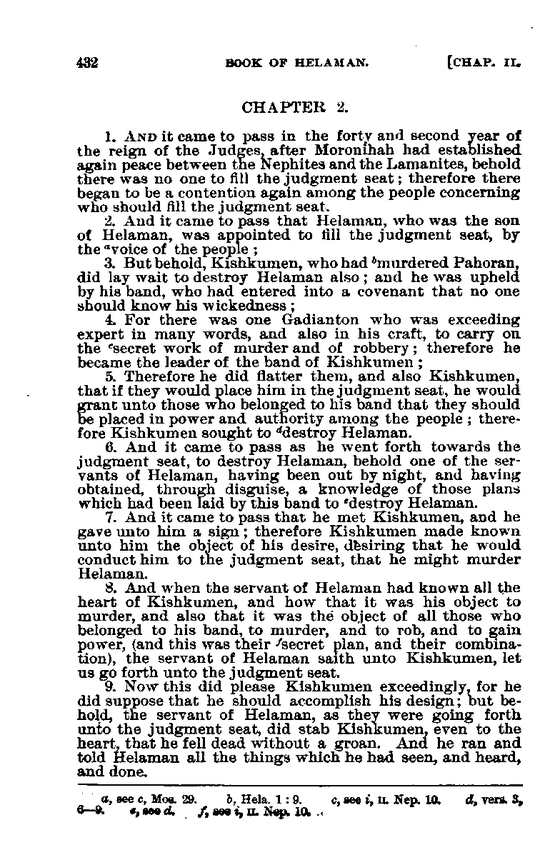 432 BOOK OF HELAMAN. [CHAP. II.
CHAPTER 2.
1. AND it came to pass in the forty and second year of
the reign of the Judges, after Moronihah had established
again peace between the Nephites and the Lamanites, behold
there was no one to fill the judgment seat; therefore there
began to be a contention again among the people concerning
who should fill the judgment seat.
2. And it came to pass that Helaman, who was the son
of Helaman, was appointed to fill the judgment seat, by
the ᵃvoice of the people;
3. But behold, Kishkumen, who had ᵇmurdered Pahoran,
did lay wait to destroy Helaman also; and he was upheld
by his band, who had entered into a covenant that no one
should know his wickedness;
4. For there was one Gadianton who was exceeding
expert in many words, and also in his craft, to carry on
the ᶜsecret work of murder and of robbery; therefore he
became the leader of the band of Kishkumen;
5. Therefore he did flatter them, and also Kishkumen,
that if they would place him in the judgment seat, he would
grant unto those who belonged to his band that they should
be placed in power and authority among the people; there-
fore Kishkumen sought to ᵈdestroy Helaman.
6. And it came to pass as he went forth towards the
judgment seat, to destroy Helaman, behold one of the ser-
vants of Helaman, having been out by night, and having
obtained, through disguise, a knowledge of those plans
which had been laid by this band to ᵉdestroy Helaman.
7. And it came to pass that he met Kishkumen, and he
gave unto him a sign; therefore Kishkumen made known
unto him the object of his desire, desiring that he would
conduct him to the judgment seat, that he might murder
Helaman.
8. And when the servant of Helaman had known all the
heart of Kishkumen, and how that it was his object to
murder, and also that it was the object of all those who
belonged to his band, to murder, and to rob, and to gain
power, (and this was their ᶠsecret plan, and their combina-
tion), the servant of Helaman saith unto Kishkumen, let
us go forth unto the judgment seat.
9. Now this did please Kishkumen exceedingly, for he
did suppose that he should accomplish his design; but be-
hold, the servant of Helaman, as they were going forth
unto the judgment seat, did stab Kishkumen, even to the
heart, that he fell dead without a groan. And he ran and
told Helaman all the things which he had seen, and heard,
and done.
a, see c, Mos. 29. b, Hela. 1:9. c, see i, II. Nep. 10. d, vers. 3,
6—9. e, see d. f, see i, II. Nep. 10.